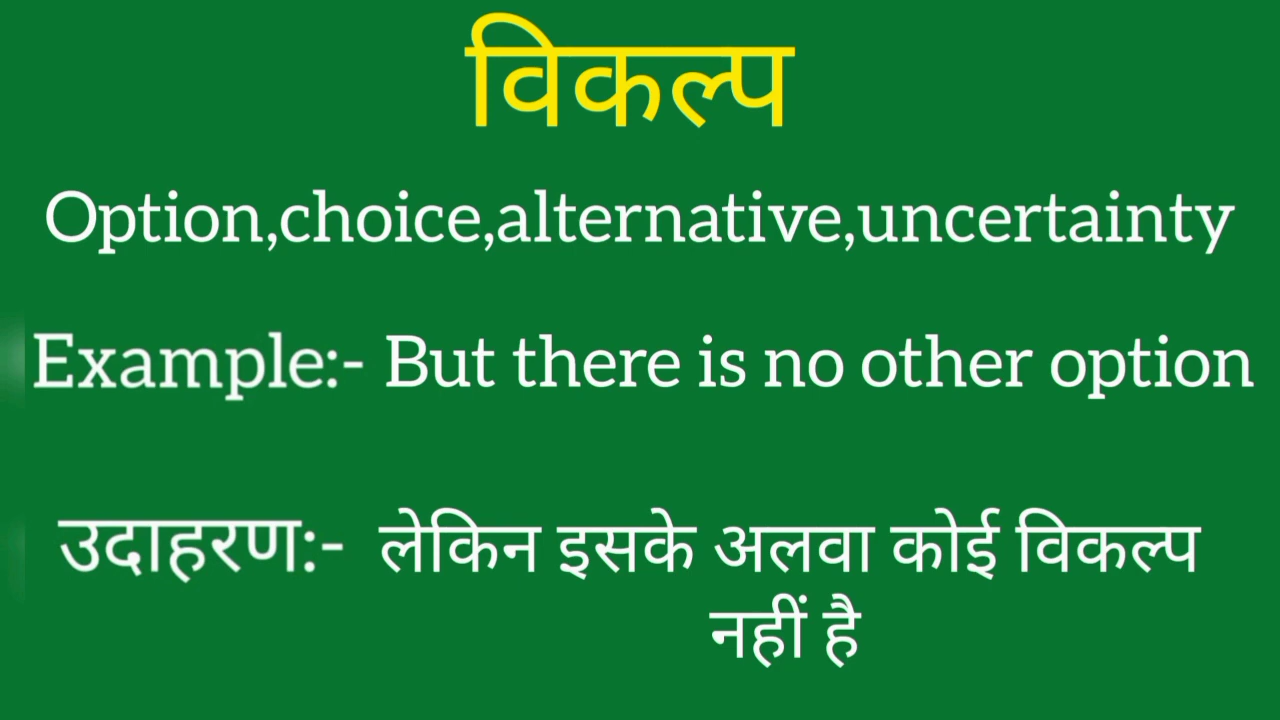 विकल्प
Option,choice,alternative,uncertainty
Example:- But there is no other option
उदाहरण:- लेकिन इसके अलवा कोई विकल्प
नहीं है